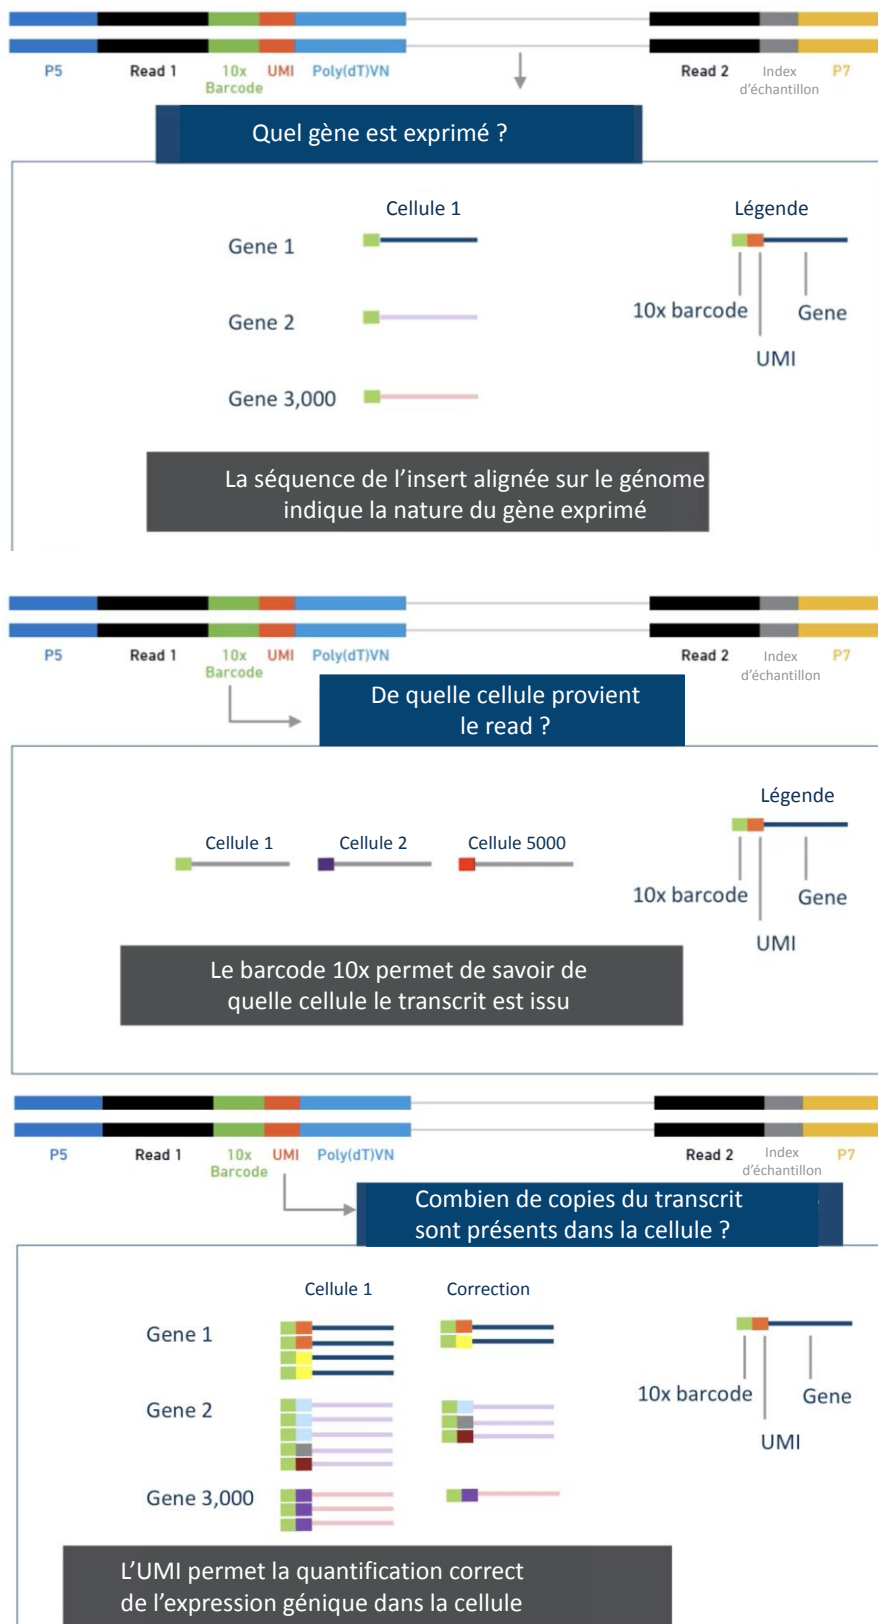 P5 Read 1 10x UMI Poly(dT)VN Read 2 Index P7
Barcode d’échantillon
Quel gène est exprimé ?
Cellule 1 Légende
Gene 1
10x barcode Gene
Gene 2
UMI
Gene 3,000
La séquence de l’insert alignée sur le génome
indique la nature du gène exprimé
P5 Read 1 10x UMI Poly(dT)VN Read 2 Index P7
Barcode d’échantillon
De quelle cellule provient
le read ?
Légende
Cellule 1 Cellule 2 Cellule 5000
10x barcode Gene
UMI
Le barcode 10x permet de savoir de
quelle cellule le transcrit est issu
P5 Read 1 10x UMI Poly(dT)VN Read 2 Index P7
Barcode d’échantillon
Combien de copies du transcrit
sont présents dans la cellule ?
Cellule 1 Correction
Gene 1
10x barcode Gene
Gene 2
UMI
Gene 3,000
L’UMI permet la quantification correct
de l’expression génique dans la cellule